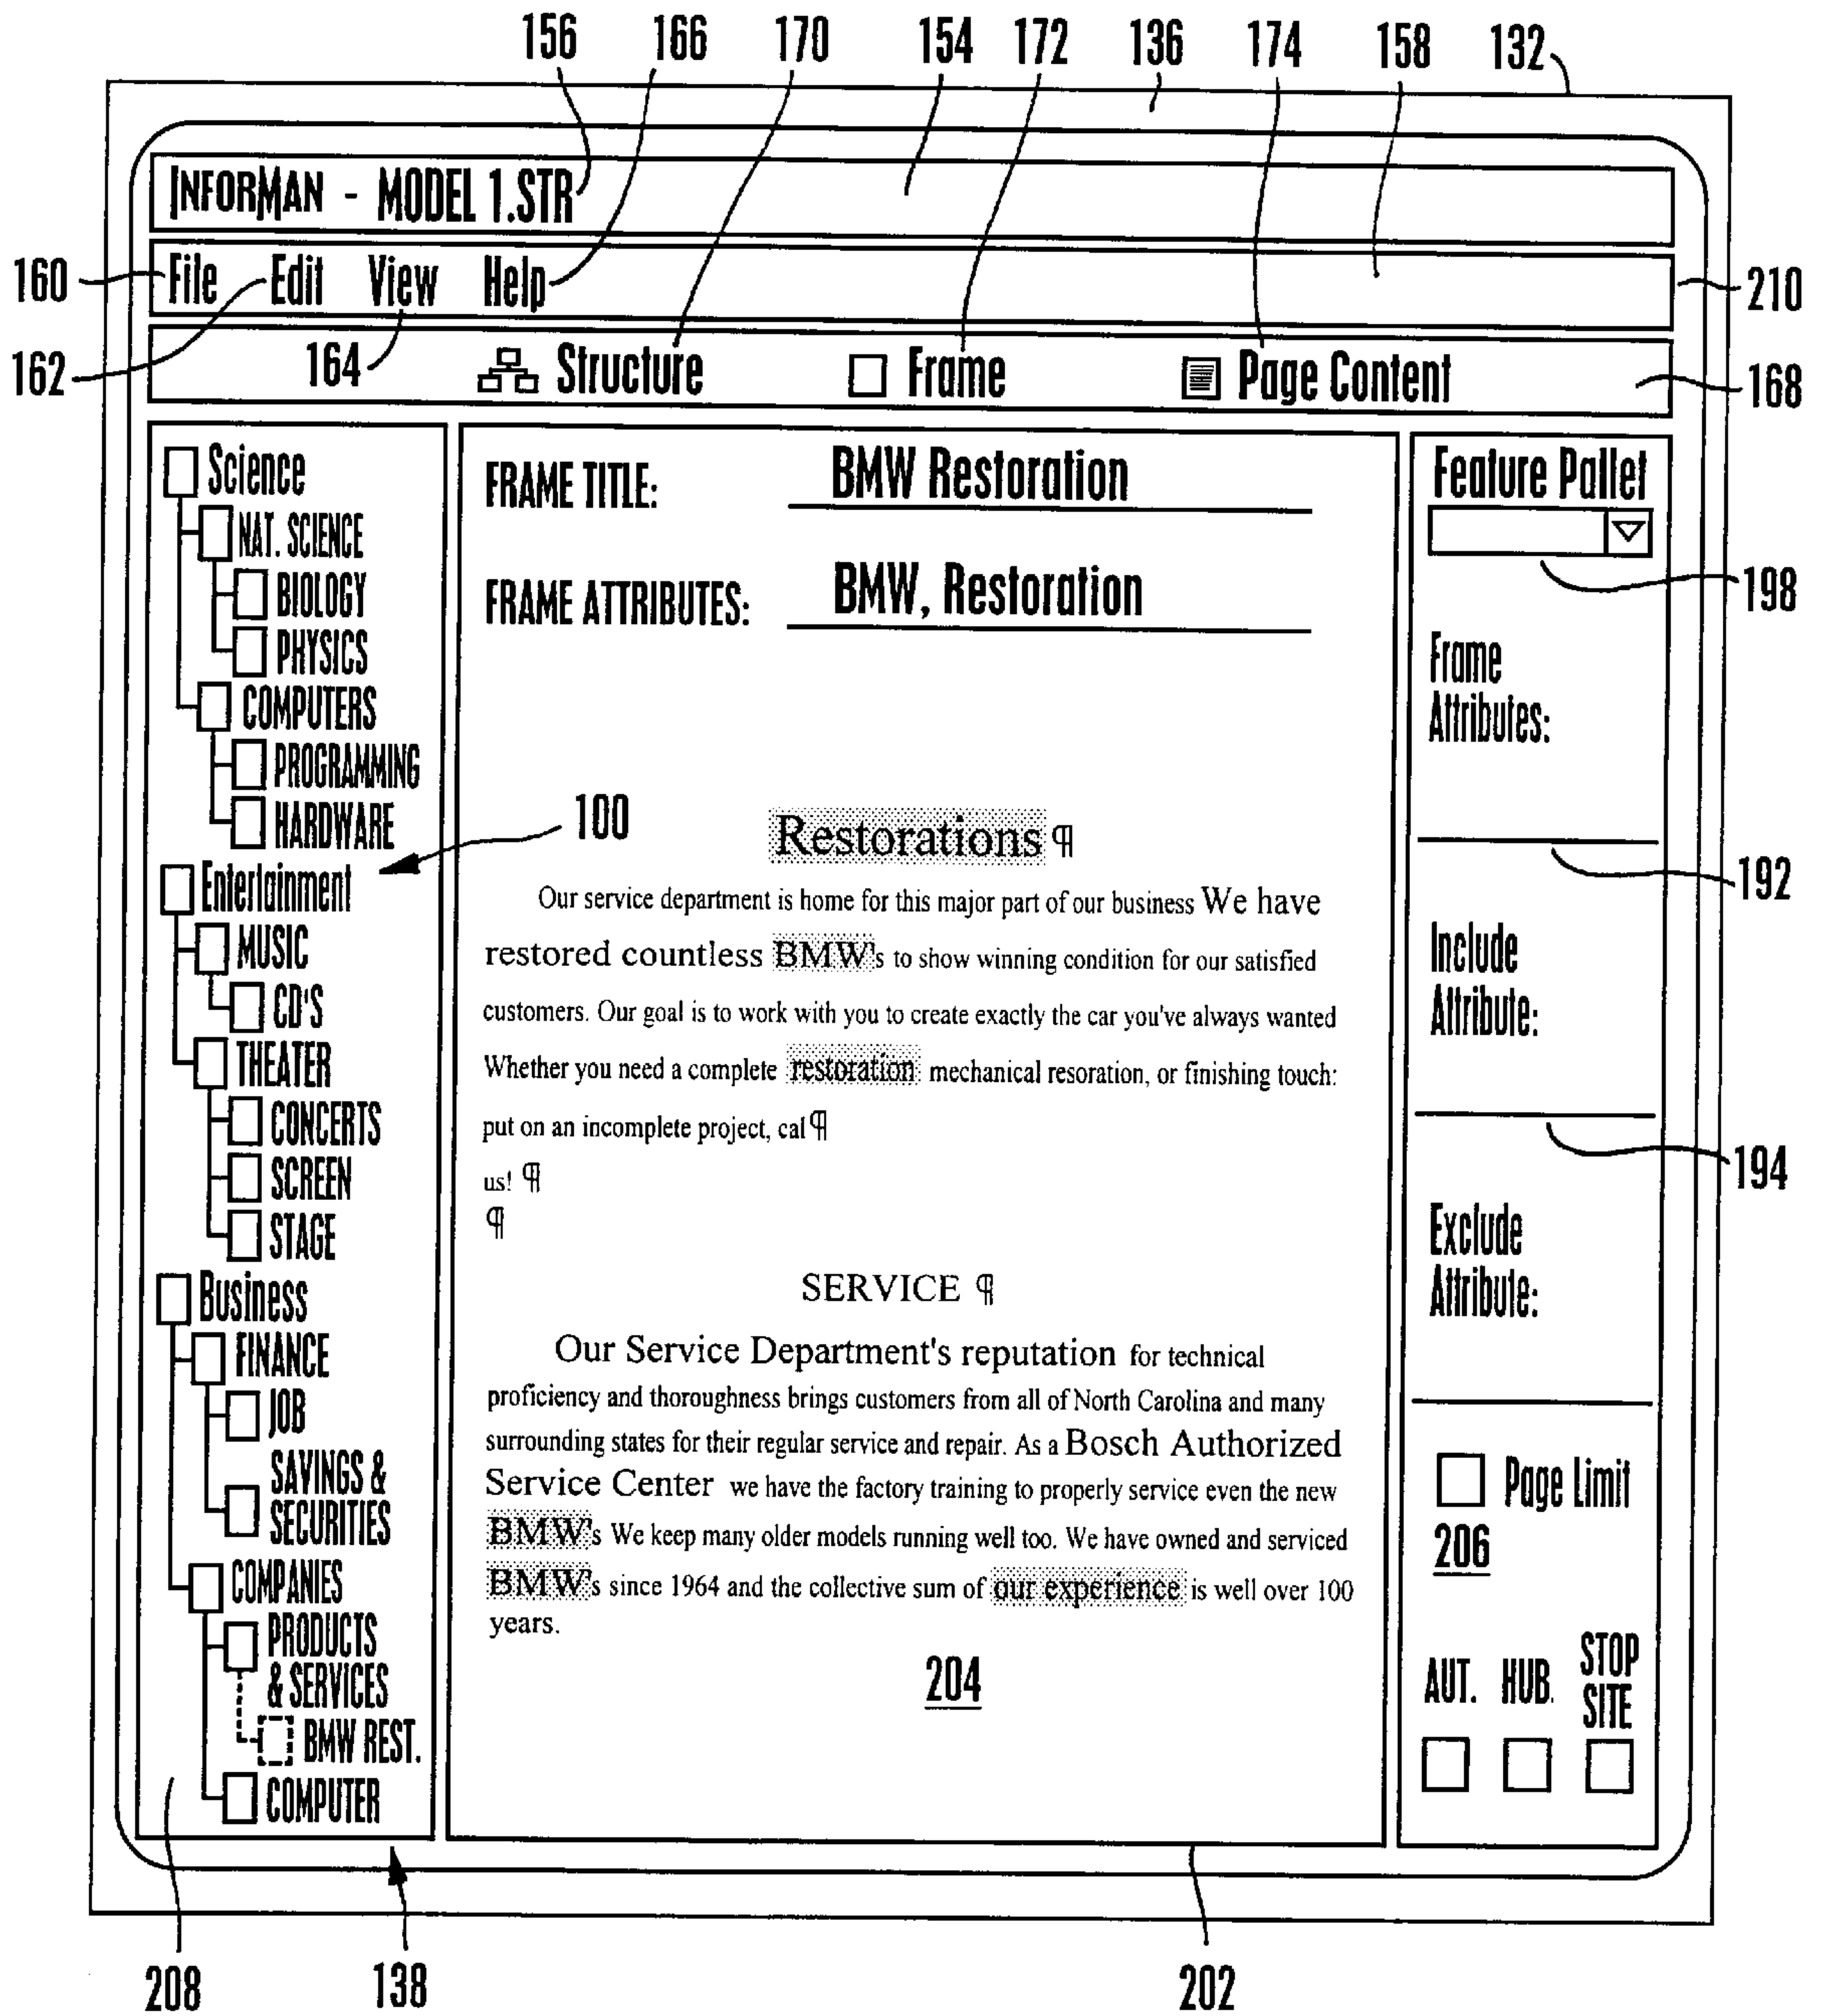 156 166 170 154 172 136 174 158 132
INFORMAN - MODEL 1.STR
160 File Edit View Help 210
162 164 Structure Frame Page Content 168
Science
NAT. SCIENCE
BIOLOGY
PHYSICS
COMPUTERS
PROGRAMMING
HARDWARE
100
Entertainment
MUSIC
CD'S
THEATER
CONCERTS
SCREEN
STAGE
Business
FINANCE
JOB
SAVINGS &
SECURITIES
COMPANIES
PRODUCTS
& SERVICES
BMW REST.
COMPUTER
FRAME TITLE: BMW Restoration
FRAME ATTRIBUTES: BMW, Restoration
Restorations ¶
Our service department is home for this major part of our business We have
restored countless BMW's to show winning condition for our satisfied
customers. Our goal is to work with you to create exactly the car you've always wanted
Whether you need a complete restoration mechanical resoration, or finishing touch:
put on an incomplete project, cal ¶
us! ¶
¶
SERVICE ¶
Our Service Department's reputation for technical
proficiency and thoroughness brings customers from all of North Carolina and many
surrounding states for their regular service and repair. As a Bosch Authorized
Service Center we have the factory training to properly service even the new
BMW's We keep many older models running well too. We have owned and serviced
BMW's since 1964 and the collective sum of our experience is well over 100
years.
204
Feature Pallet
198
Frame
Attributes:
192
Include
Attribute:
194
Exclude
Attribute:
Page Limit
206
AUT. HUB. STOP
SITE
208 138 202